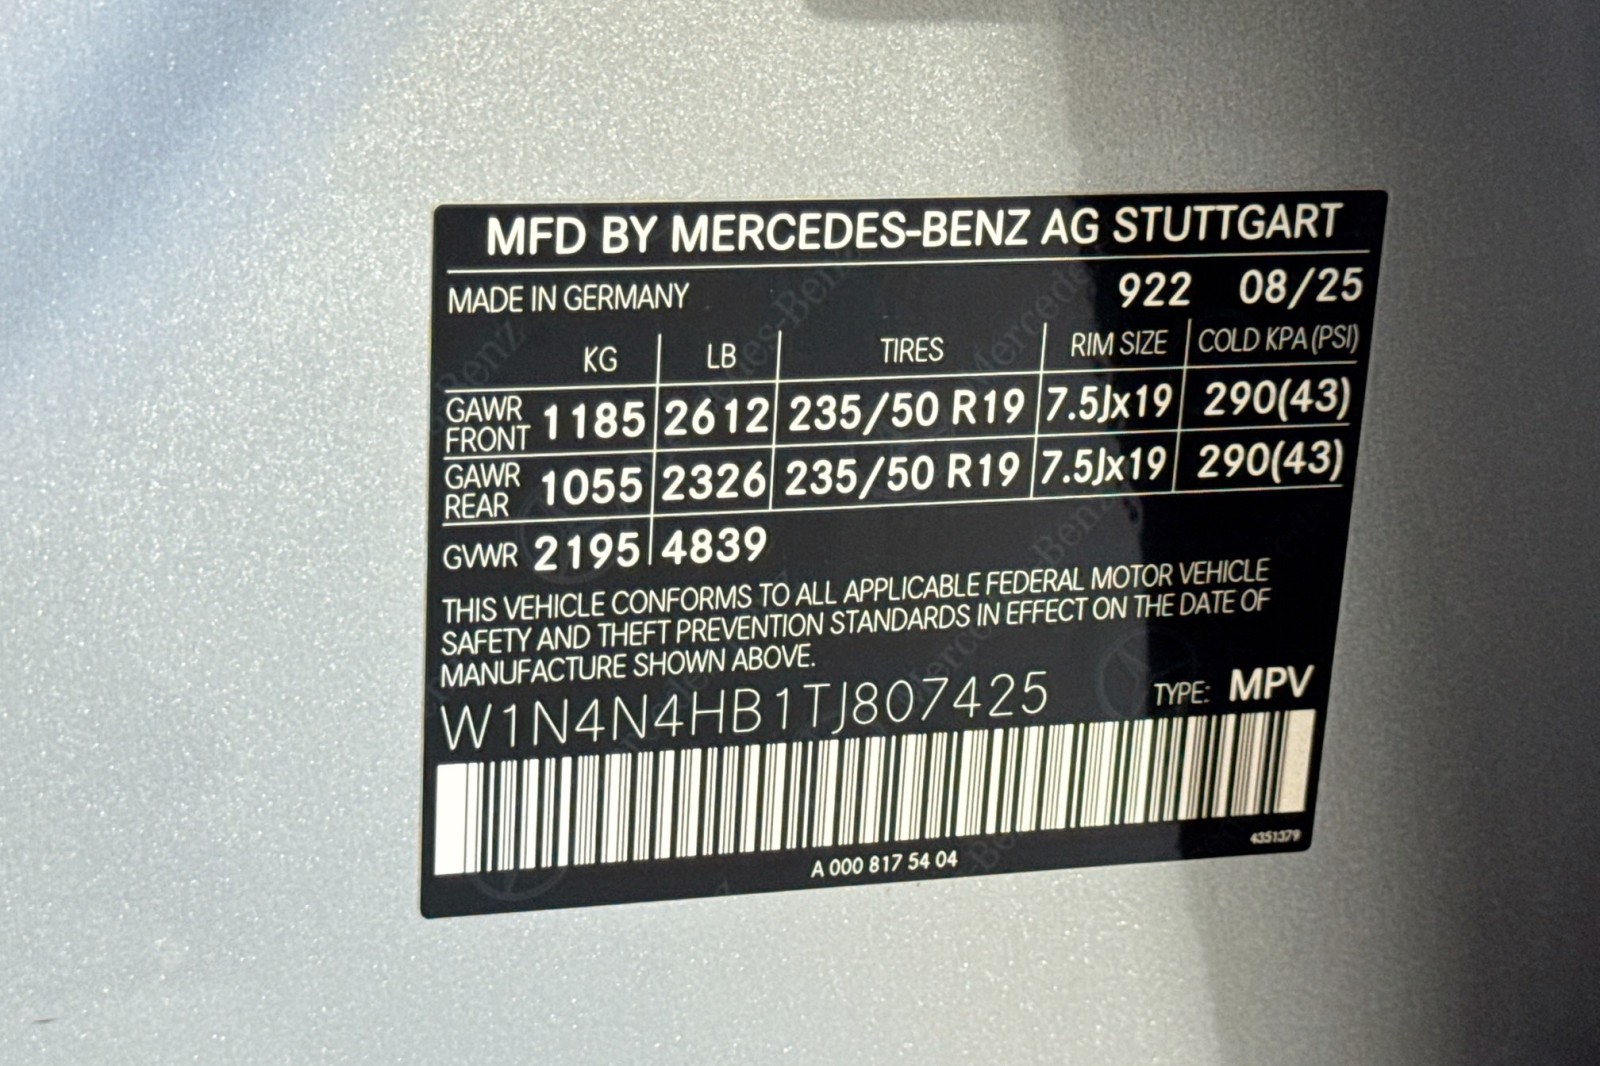 MFD BY MERCEDES-BENZ AG STUTTGART
MADE IN GERMANY 922 08/25
KG LB TIRES RIM SIZE COLD KPA (PSI)
GAWR FRONT 1185 2612 235/50 R19 7.5Jx19 290(43)
GAWR REAR 1055 2326 235/50 R19 7.5Jx19 290(43)
GVWR 2195 4839
THIS VEHICLE CONFORMS TO ALL APPLICABLE FEDERAL MOTOR VEHICLE
SAFETY AND THEFT PREVENTION STANDARDS IN EFFECT ON THE DATE OF
MANUFACTURE SHOWN ABOVE.
W1N4N4HB1TJ807425 TYPE: MPV
4351379
A 000 817 54 04